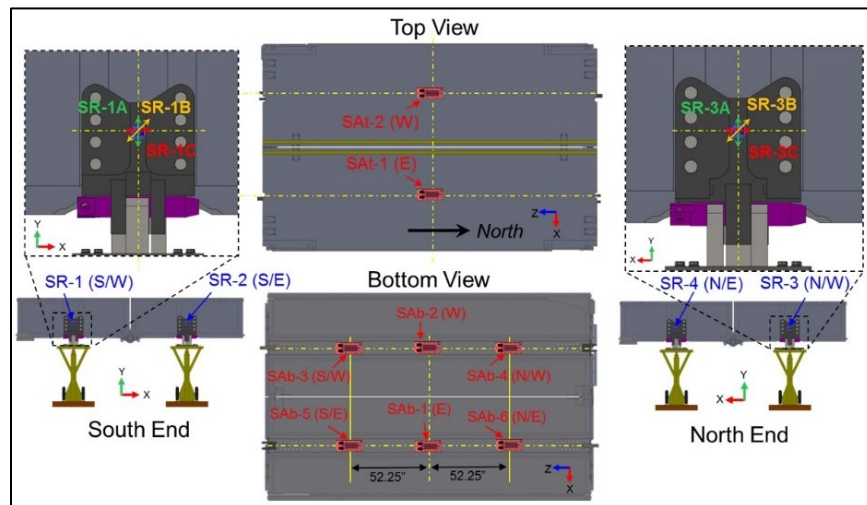 Top View
SR-1A
SR-1B
SR-1C
SAt-2 (W)
SAt-1 (E)
North
Z
X
Y
X
SR-3A
SR-3B
SR-3C
Y
X
SR-1 (S/W)
SR-2 (S/E)
Y
X
South End
Bottom View
SAb-2 (W)
SAb-3 (S/W)
SAb-4 (N/W)
SAb-5 (S/E)
SAb-1 (E)
SAb-6 (N/E)
52.25"
52.25"
Z
X
SR-4 (N/E)
SR-3 (N/W)
Y
X
North End